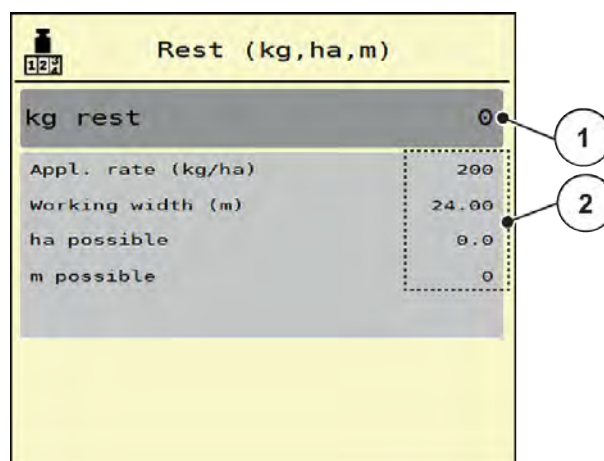 Rest (kg,ha,m)
kg rest 0
Appl. rate (kg/ha) 200
Working width (m) 24.00
ha possible 0.0
m possible 0
1
2